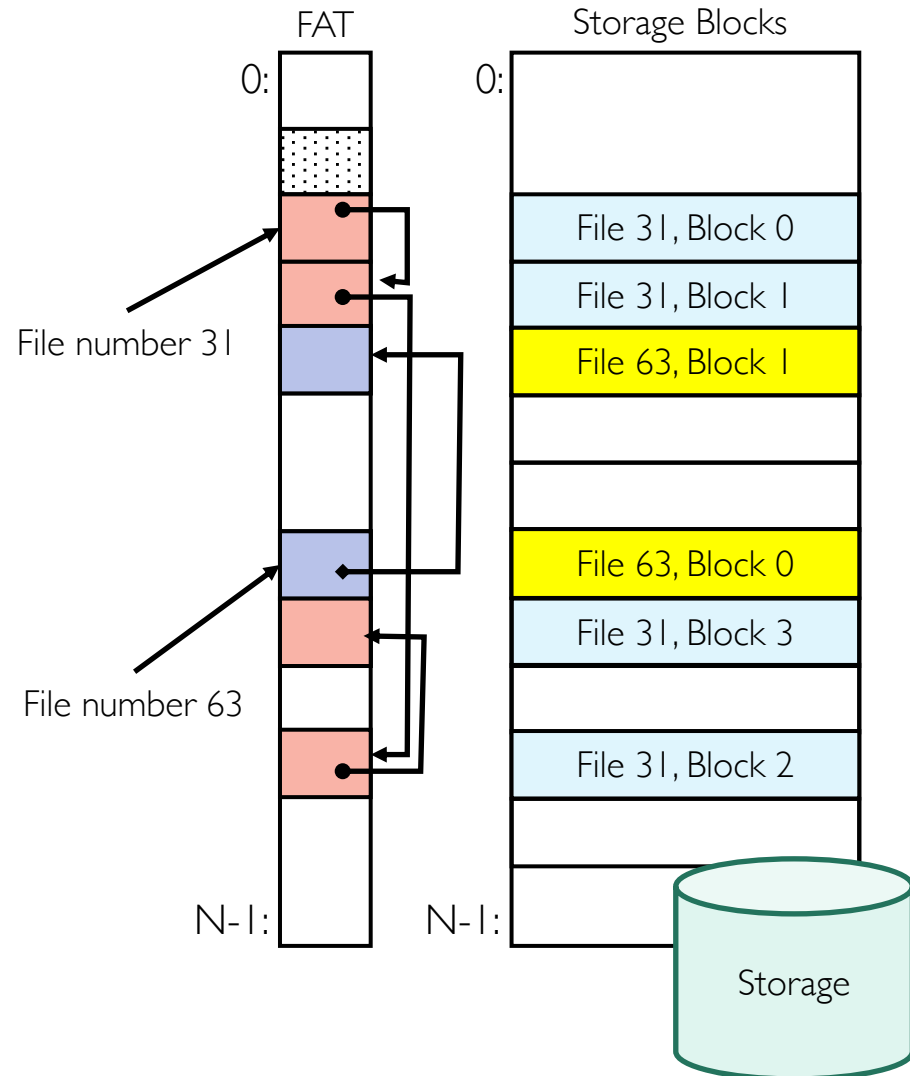 FAT
Storage Blocks
0:
0:
File 31, Block 0
File 31, Block 1
File number 31
File 63, Block 1
File 63, Block 0
File 31, Block 3
File number 63
File 31, Block 2
N-1:
N-1:
Storage